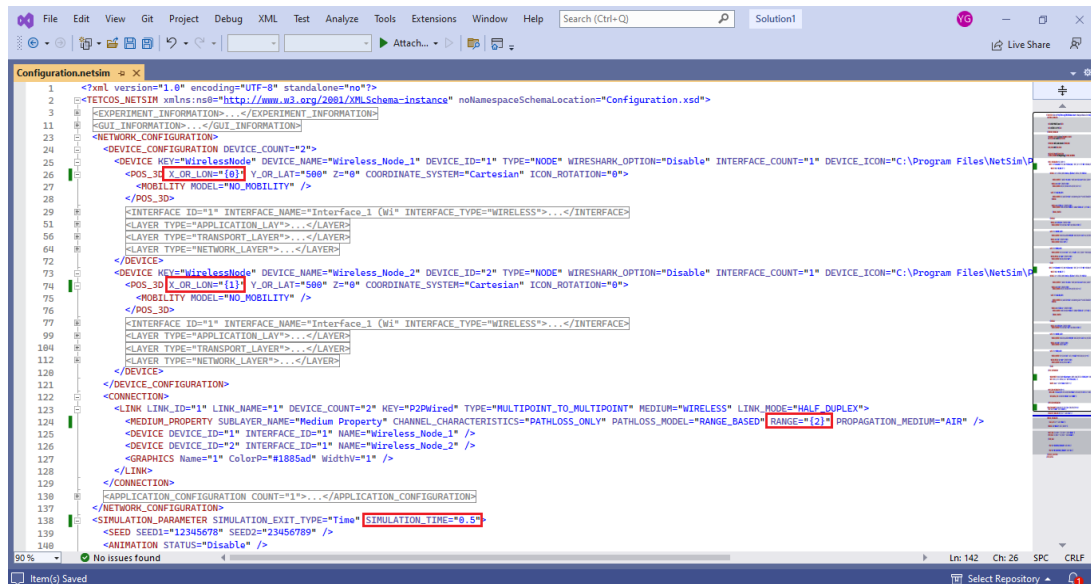 File Edit View Git Project Debug XML Test Analyze Tools Extensions Window Help Search (Ctrl+Q) Solution1 YG
Attach... Live Share
Configuration.netsim
1 <?xml version="1.0" encoding="UTF-8" standalone="no"?>
2 <TETCOS_NETSIM xmlns:ns0="http://www.w3.org/2001/XMLSchema-instance" noNamespaceSchemaLocation="Configuration.xsd">
3 <EXPERIMENT_INFORMATION>...</EXPERIMENT_INFORMATION>
11 <GUI_INFORMATION>...</GUI_INFORMATION>
23 <NETWORK_CONFIGURATION>
24 <DEVICE_CONFIGURATION DEVICE_COUNT="2">
25 <DEVICE KEY="WirelessNode" DEVICE_NAME="Wireless_Node_1" DEVICE_ID="1" TYPE="NODE" WIRESHARK_OPTION="Disable" INTERFACE_COUNT="1" DEVICE_ICON="C:\Program Files\NetSim\P
26 <POS_3D X_OR_LON="{0}" Y_OR_LAT="500" Z="0" COORDINATE_SYSTEM="Cartesian" ICON_ROTATION="0">
27 <MOBILITY MODEL="NO_MOBILITY" />
28 </POS_3D>
29 <INTERFACE ID="1" INTERFACE_NAME="Interface_1 (Wi" INTERFACE_TYPE="WIRELESS">...</INTERFACE>
51 <LAYER TYPE="APPLICATION_LAY">...</LAYER>
56 <LAYER TYPE="TRANSPORT_LAYER">...</LAYER>
64 <LAYER TYPE="NETWORK_LAYER">...</LAYER>
72 </DEVICE>
73 <DEVICE KEY="WirelessNode" DEVICE_NAME="Wireless_Node_2" DEVICE_ID="2" TYPE="NODE" WIRESHARK_OPTION="Disable" INTERFACE_COUNT="1" DEVICE_ICON="C:\Program Files\NetSim\P
74 <POS_3D X_OR_LON="{1}" Y_OR_LAT="500" Z="0" COORDINATE_SYSTEM="Cartesian" ICON_ROTATION="0">
75 <MOBILITY MODEL="NO_MOBILITY" />
76 </POS_3D>
77 <INTERFACE ID="1" INTERFACE_NAME="Interface_1 (Wi" INTERFACE_TYPE="WIRELESS">...</INTERFACE>
99 <LAYER TYPE="APPLICATION_LAY">...</LAYER>
104 <LAYER TYPE="TRANSPORT_LAYER">...</LAYER>
112 <LAYER TYPE="NETWORK_LAYER">...</LAYER>
120 </DEVICE>
121 </DEVICE_CONFIGURATION>
122 <CONNECTION>
123 <LINK LINK_ID="1" LINK_NAME="1" DEVICE_COUNT="2" KEY="P2PWired" TYPE="MULTIPOINT_TO_MULTIPOINT" MEDIUM="WIRELESS" LINK_MODE="HALF_DUPLEX">
124 <MEDIUM_PROPERTY SUBLAYER_NAME="Medium Property" CHANNEL_CHARACTERISTICS="PATHLOSS_ONLY" PATHLOSS_MODEL="RANGE_BASED" RANGE="{2}" PROPAGATION_MEDIUM="AIR" />
125 <DEVICE DEVICE_ID="1" INTERFACE_ID="1" NAME="Wireless_Node_1" />
126 <DEVICE DEVICE_ID="2" INTERFACE_ID="1" NAME="Wireless_Node_2" />
127 <GRAPHICS Name="1" ColorP="#1885ad" WidthV="1" />
128 </LINK>
129 </CONNECTION>
130 <APPLICATION_CONFIGURATION COUNT="1">...</APPLICATION_CONFIGURATION>
137 </NETWORK_CONFIGURATION>
138 <SIMULATION_PARAMETER SIMULATION_EXIT_TYPE="Time" SIMULATION_TIME="0.5">
139 <SEED SEED1="12345678" SEED2="23456789" />
140 <ANIMATION STATUS="Disable" />
90 % No issues found Ln: 142 Ch: 26 SPC CRLF
Item(s) Saved Select Repository 1